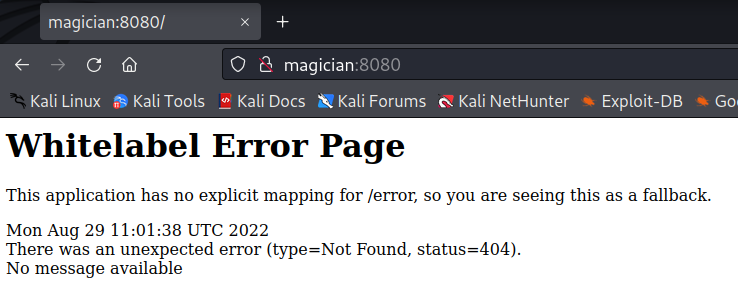 magician:8080/
magician:8080
Kali Linux Kali Tools Kali Docs Kali Forums Kali NetHunter Exploit-DB Goo
Whitelabel Error Page
This application has no explicit mapping for /error, so you are seeing this as a fallback.
Mon Aug 29 11:01:38 UTC 2022
There was an unexpected error (type=Not Found, status=404).
No message available